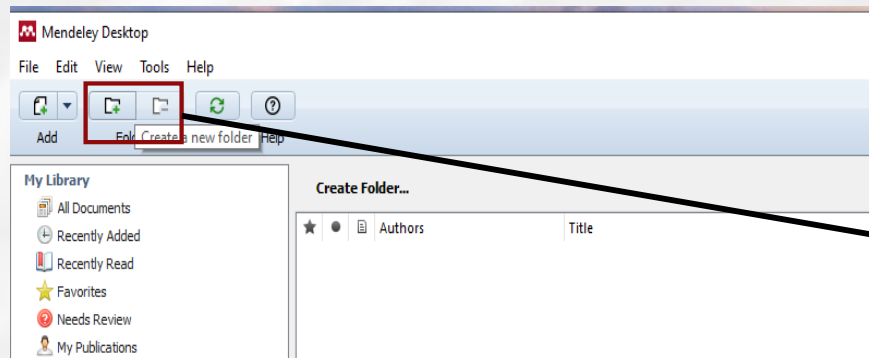 Mendeley Desktop
File Edit View Tools Help
Add Fol Create a new folder Help
My Library
Create Folder...
All Documents
Authors Title
Recently Added
Recently Read
Favorites
Needs Review
My Publications